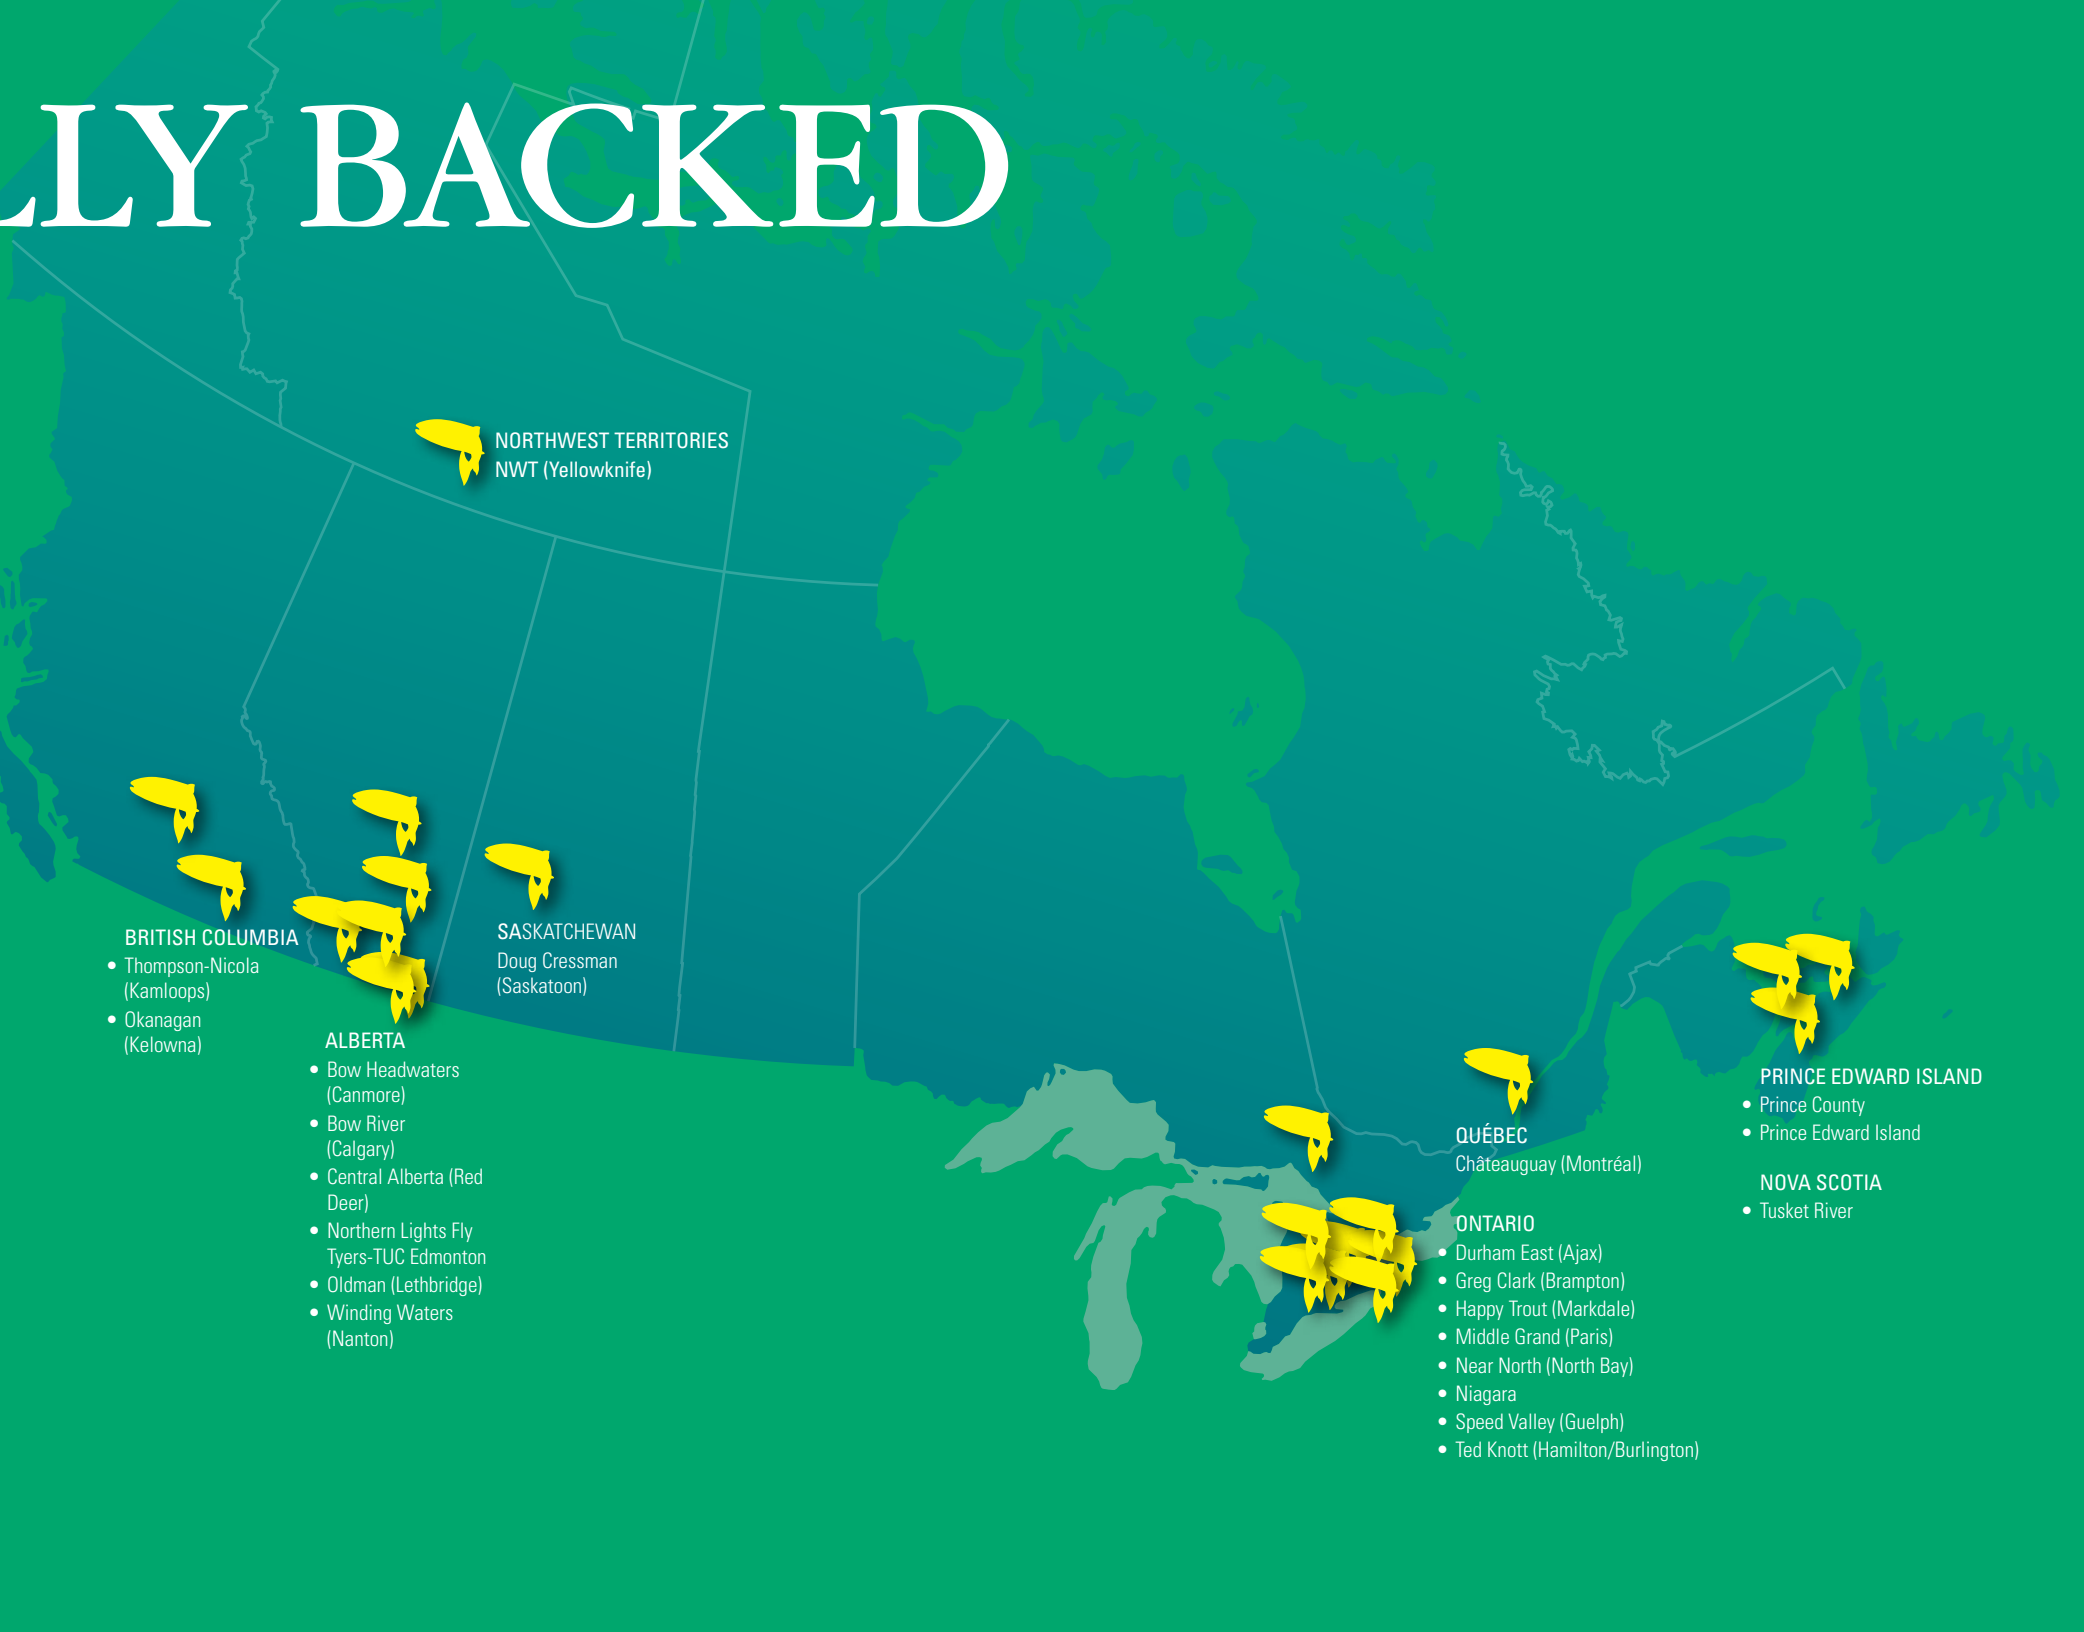 LLY BACKED
NORTHWEST TERRITORIES
NWT (Yellowknife)
BRITISH COLUMBIA
• Thompson-Nicola
(Kamloops)
• Okanagan
(Kelowna)
ALBERTA
• Bow Headwaters
(Canmore)
• Bow River
(Calgary)
• Central Alberta (Red
Deer)
• Northern Lights Fly
Tyers-TUC Edmonton
• Oldman (Lethbridge)
• Winding Waters
(Nanton)
SASKATCHEWAN
Doug Cressman
(Saskatoon)
QUÉBEC
Châteauguay (Montréal)
ONTARIO
• Durham East (Ajax)
• Greg Clark (Brampton)
• Happy Trout (Markdale)
• Middle Grand (Paris)
• Near North (North Bay)
• Niagara
• Speed Valley (Guelph)
• Ted Knott (Hamilton/Burlington)
PRINCE EDWARD ISLAND
• Prince County
• Prince Edward Island
NOVA SCOTIA
• Tusket River